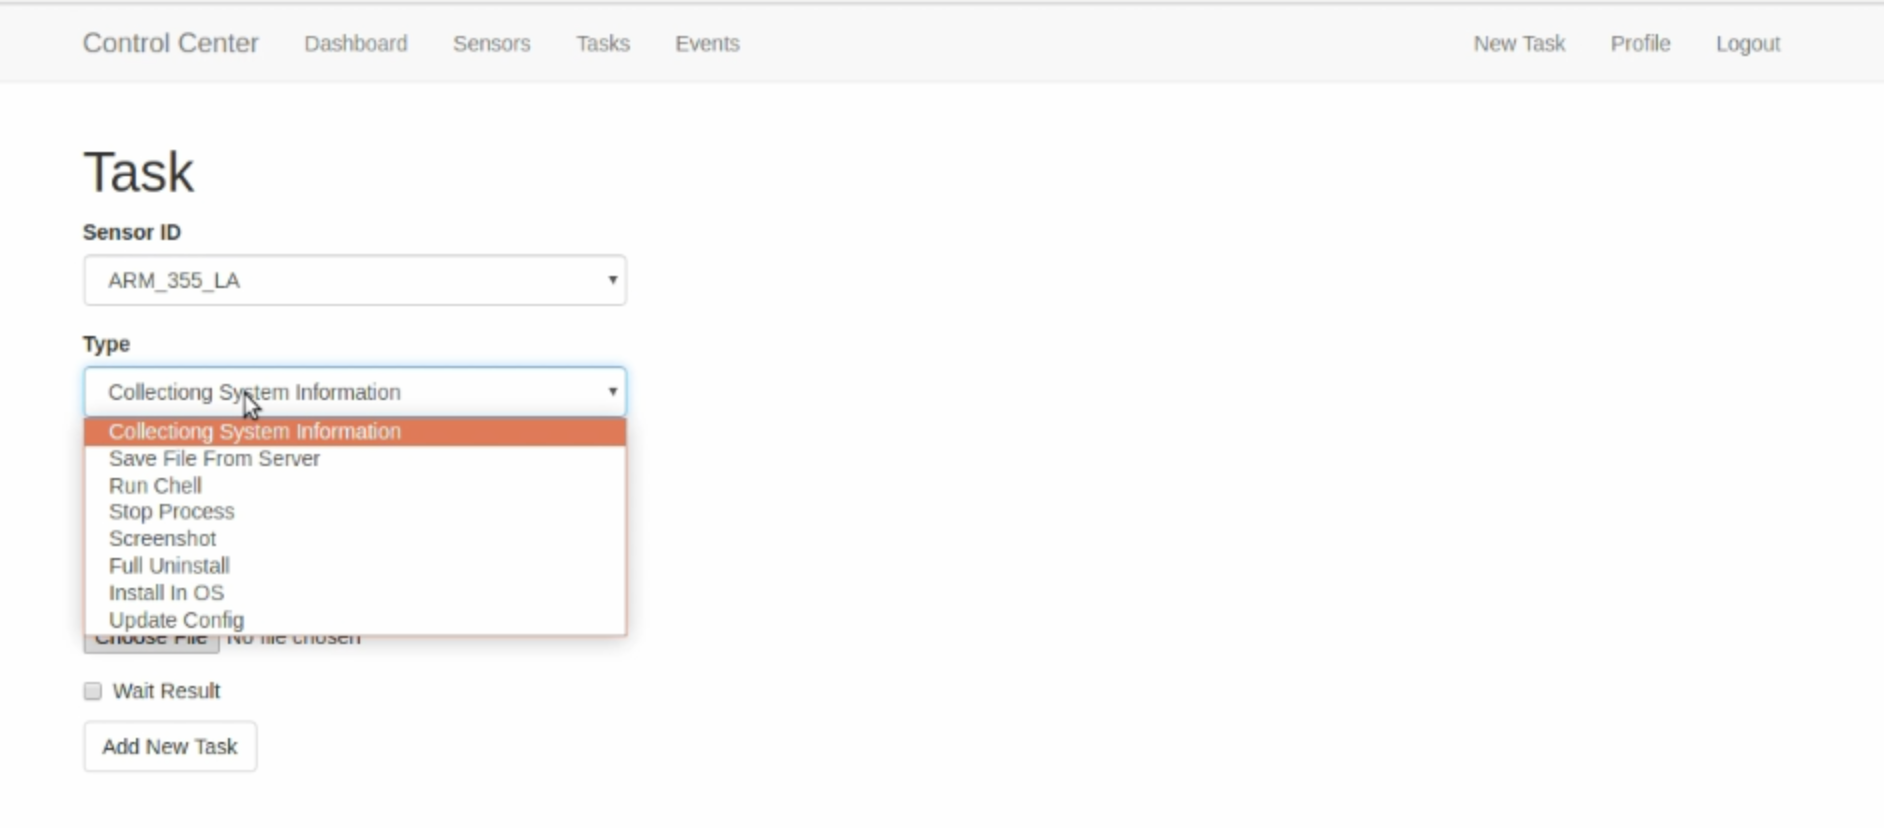 Control Center Dashboard Sensors Tasks Events New Task Profile Logout
Task
Sensor ID
ARM_355_LA
Type
Collectiong System Information
Collectiong System Information
Save File From Server
Run Chell
Stop Process
Screenshot
Full Uninstall
Install In OS
Update Config
Choose File No file chosen
Wait Result
Add New Task